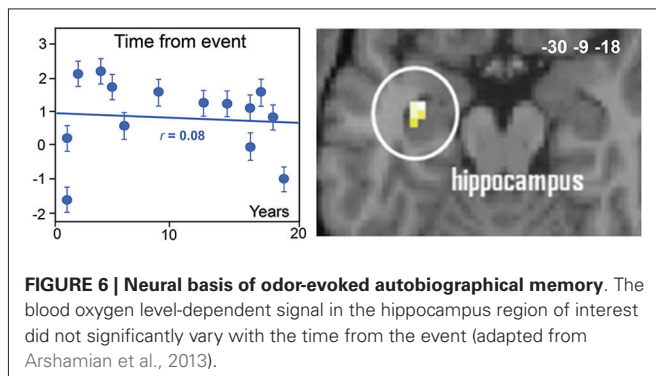 Time from event
3
2
1
0
-1
-2
r = 0.08
Years
0
10
20
-30 -9 -18
hippocampus
FIGURE 6 | Neural basis of odor-evoked autobiographical memory. The
blood oxygen level-dependent signal in the hippocampus region of interest
did not significantly vary with the time from the event (adapted from
Arshamian et al., 2013).